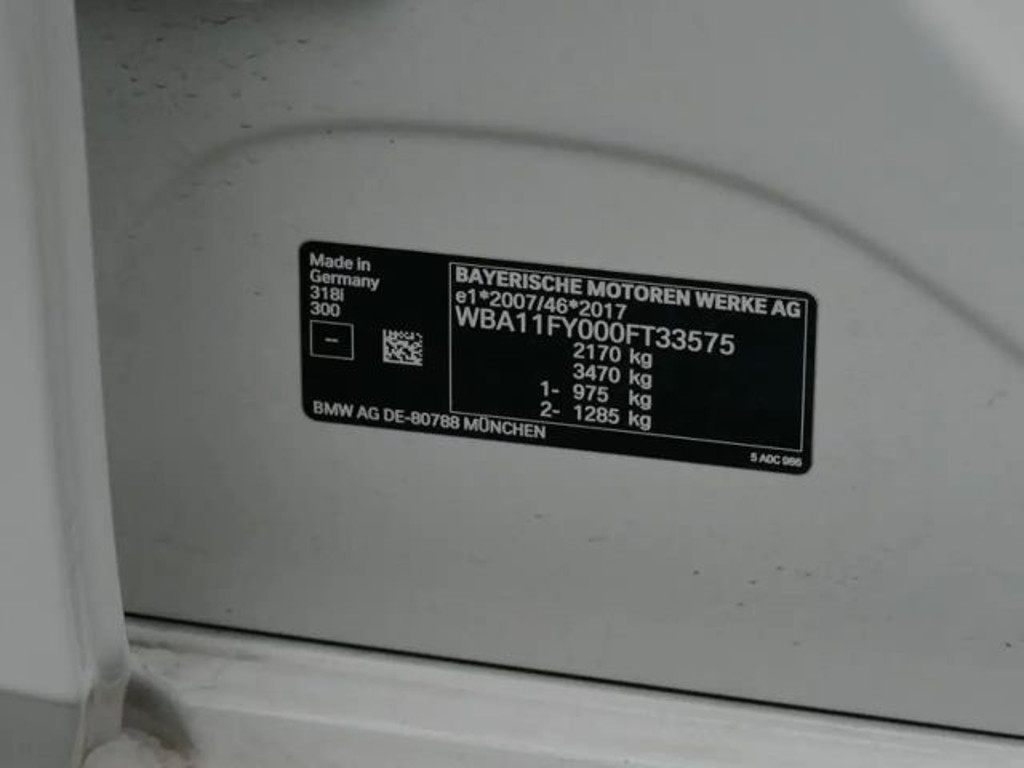 Made in
Germany
318i
300
--
BMW AG DE-80788 MÜNCHEN
BAYERISCHE MOTOREN WERKE AG
e1*2007/46*2017
WBA11FY000FT33575
2170 kg
3470 kg
1- 975 kg
2- 1285 kg
5 A0C 986